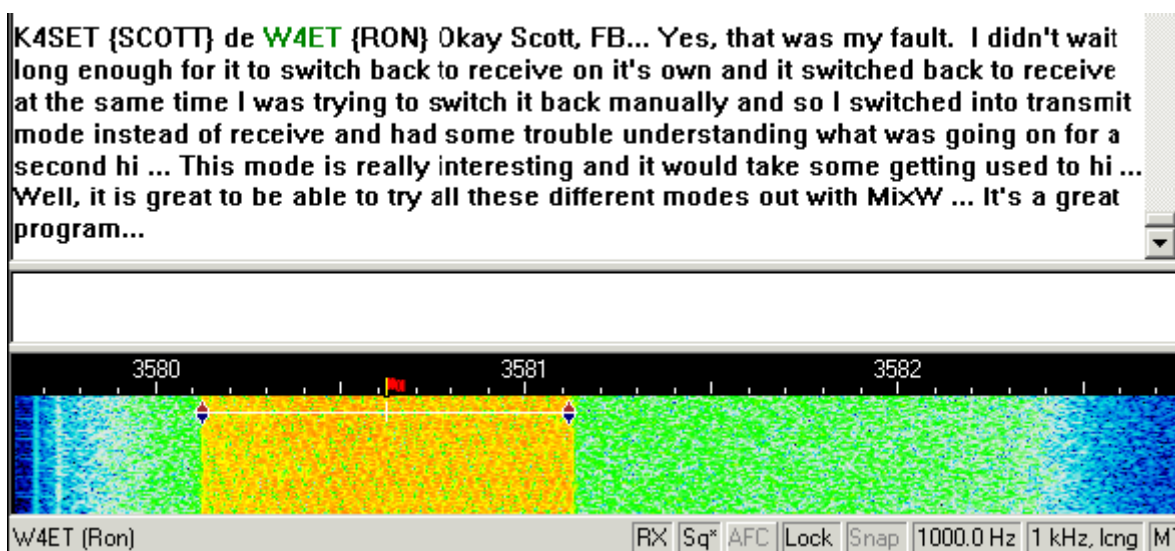 K4SET {SCOTT} de W4ET {RON} Okay Scott, FB... Yes, that was my fault.  I didn't wait
long enough for it to switch back to receive on it's own and it switched back to receive
at the same time I was trying to switch it back manually and so I switched into transmit
mode instead of receive and had some trouble understanding what was going on for a
second hi ... This mode is really interesting and it would take some getting used to hi ...
Well, it is great to be able to try all these different modes out with MixW ... It's a great
program...
3580 3581 3582
W4ET (Ron) RX Sq* AFC Lock Snap 1000.0 Hz 1 kHz, lcng